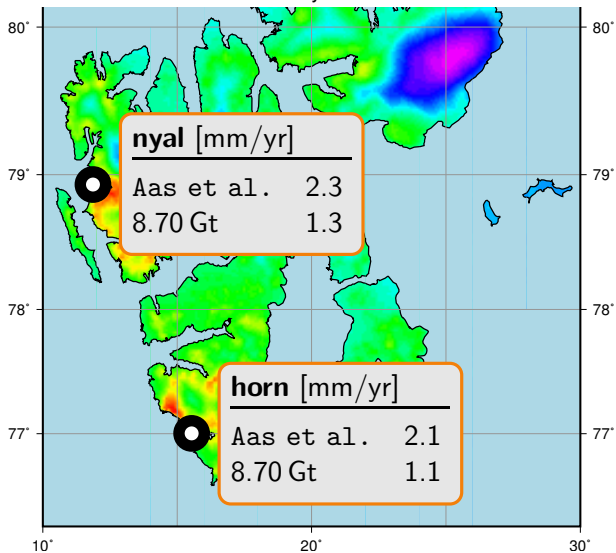 80˚ 80˚
nyal [mm/yr]
Aas et al. 2.3
8.70 Gt 1.3
79˚ 79˚
78˚ 78˚
horn [mm/yr]
Aas et al. 2.1
8.70 Gt 1.1
77˚ 77˚
10˚ 20˚ 30˚